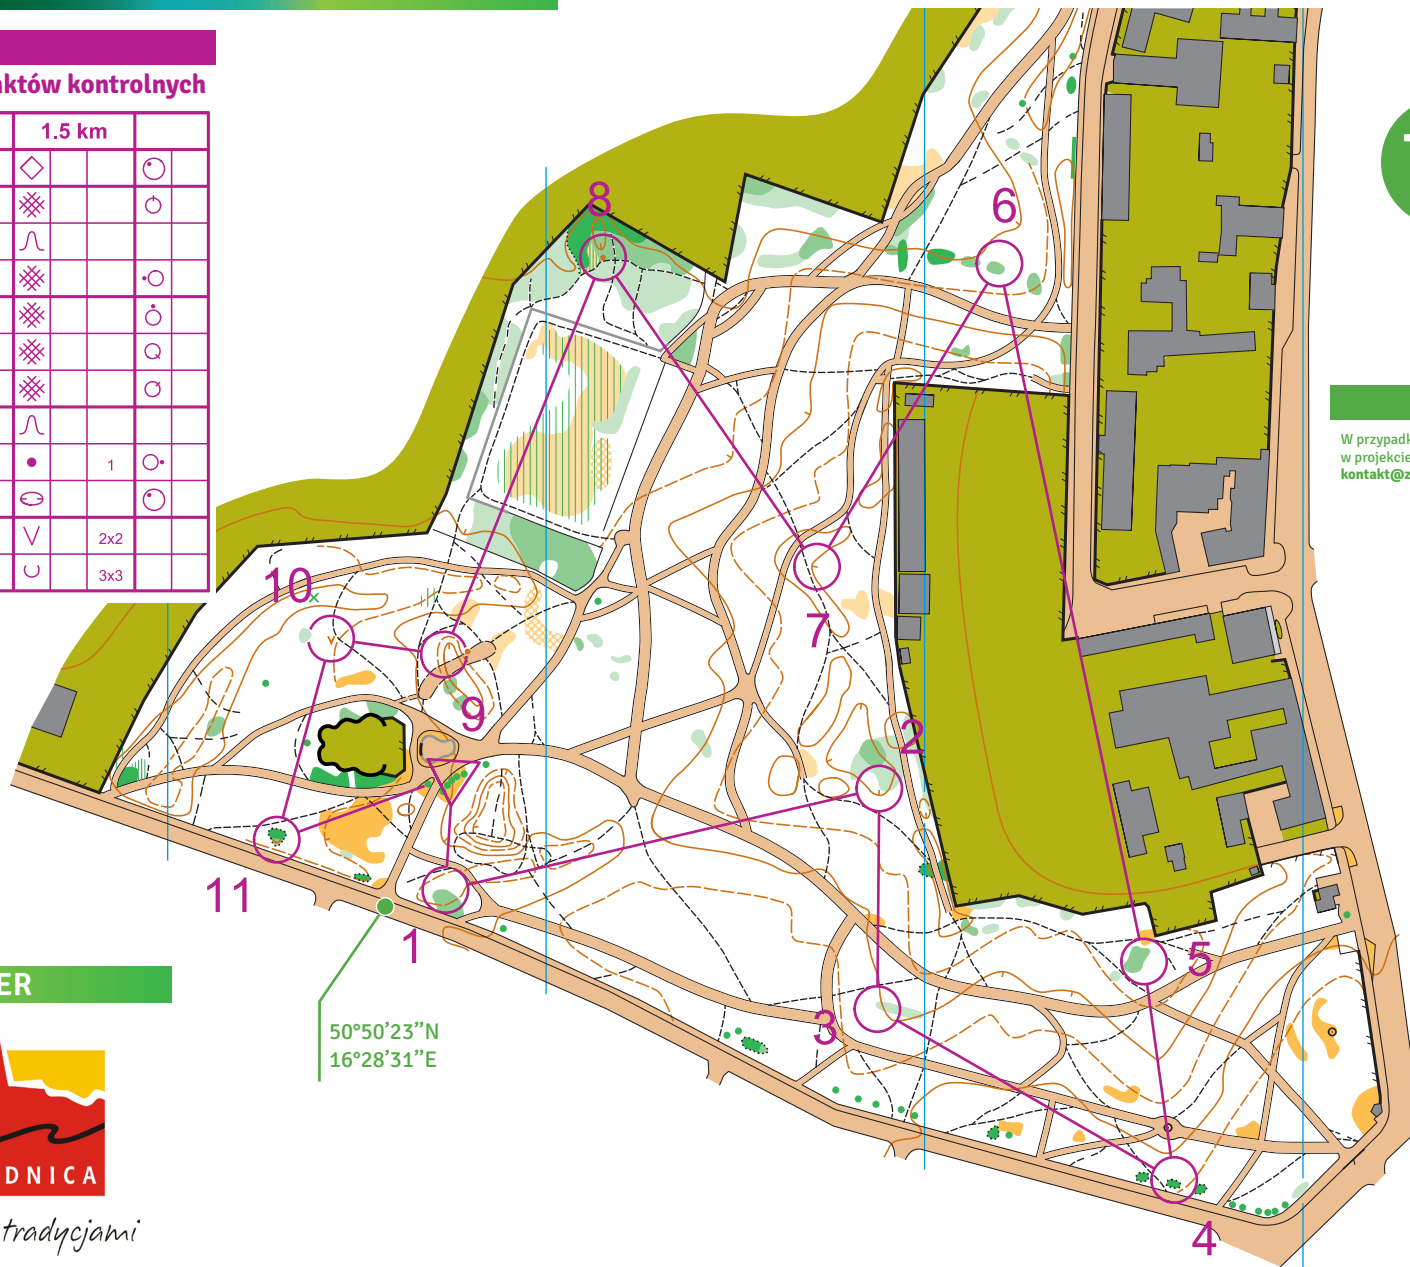 aktów kontrolnych
1.5 km
1
2x2
3x3
8
6
10
7
9
2
11
1
3
5
4
W przypadk
w projekcie
kontakt@z
ER
50°50’23”N
16°28’31”E
DNICA
tradycjami